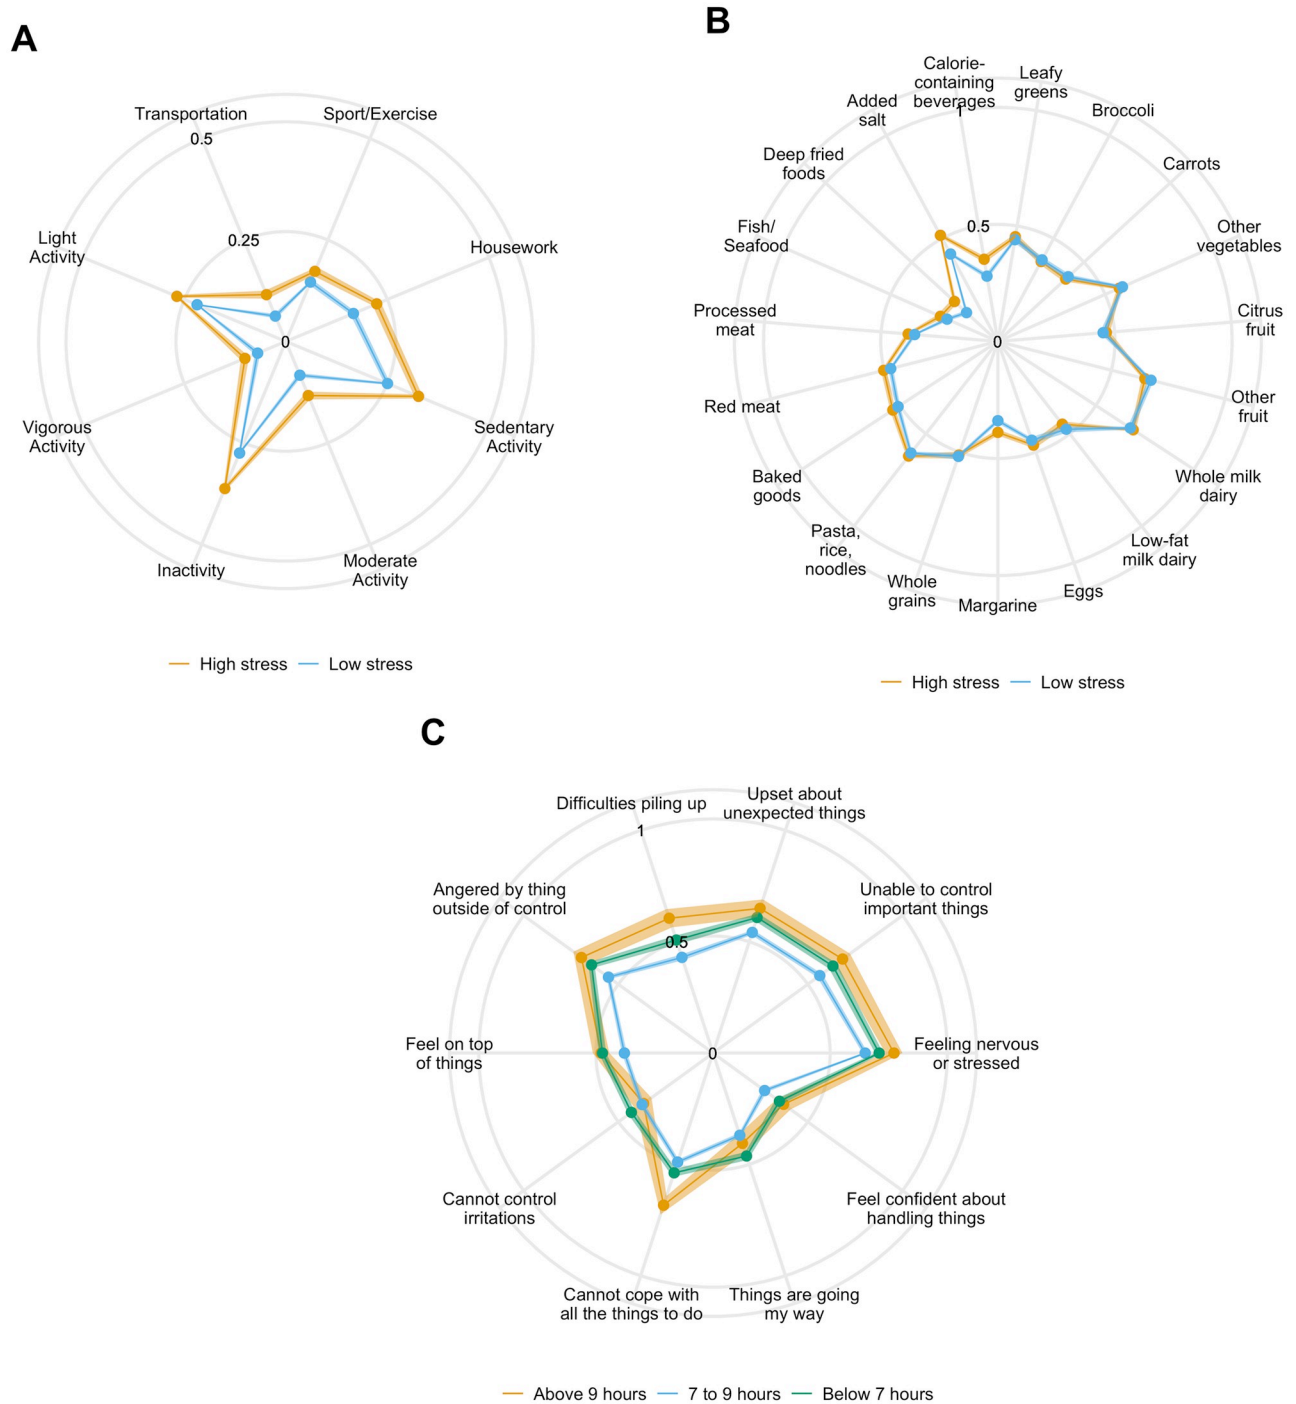 A
Transportation
Sport/Exercise
0.5
0.25
Light
Activity
Housework
0
Vigorous
Activity
Sedentary
Activity
Inactivity
Moderate
Activity
High stress
Low stress
B
Calorie-
containing
beverages
Leafy
greens
Added
salt
1
Broccoli
Deep fried
foods
Carrots
Fish/
Seafood
0.5
Other
vegetables
Processed
meat
Citrus
fruit
0
Red meat
Other
fruit
Baked
goods
Whole milk
dairy
Pasta,
rice,
noodles
Low-fat
milk dairy
Whole
grains
Margarine
Eggs
High stress
Low stress
C
Difficulties piling up
Upset about
unexpected things
1
Angered by thing
outside of control
Unable to control
important things
0.5
Feel on top
of things
0
Feeling nervous
or stressed
Cannot control
irritations
Feel confident about
handling things
Cannot cope with
all the things to do
Things are going
my way
Above 9 hours
7 to 9 hours
Below 7 hours